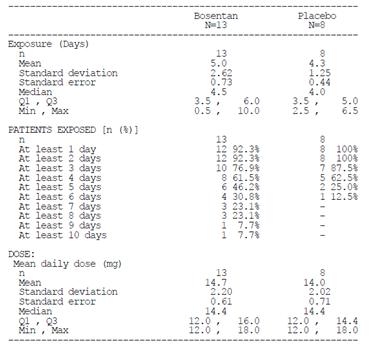 Bosentan Placebo
N=13 N=8
Exposure (Days)
n 13 8
Mean 5.0 4.3
Standard deviation 2.62 1.25
Standard error 0.73 0.44
Median 4.5 4.0
Q1 , Q3 3.5 , 6.0 3.5 , 5.0
Min , Max 0.5 , 10.0 2.5 , 6.5
PATIENTS EXPOSED [n (%)]
n 13 8
At least 1 day 12 92.3% 8 100%
At least 2 days 12 92.3% 8 100%
At least 3 days 10 76.9% 7 87.5%
At least 4 days 8 61.5% 5 62.5%
At least 5 days 6 46.2% 2 25.0%
At least 6 days 4 30.8% 1 12.5%
At least 7 days 3 23.1% -
At least 8 days 3 23.1% -
At least 9 days 1 7.7% -
At least 10 days 1 7.7% -
DOSE:
Mean daily dose (mg)
n 13 8
Mean 14.7 14.0
Standard deviation 2.20 2.02
Standard error 0.61 0.71
Median 14.4 14.4
Q1 , Q3 12.0 , 16.0 12.0 , 14.4
Min , Max 12.0 , 18.0 12.0 , 18.0